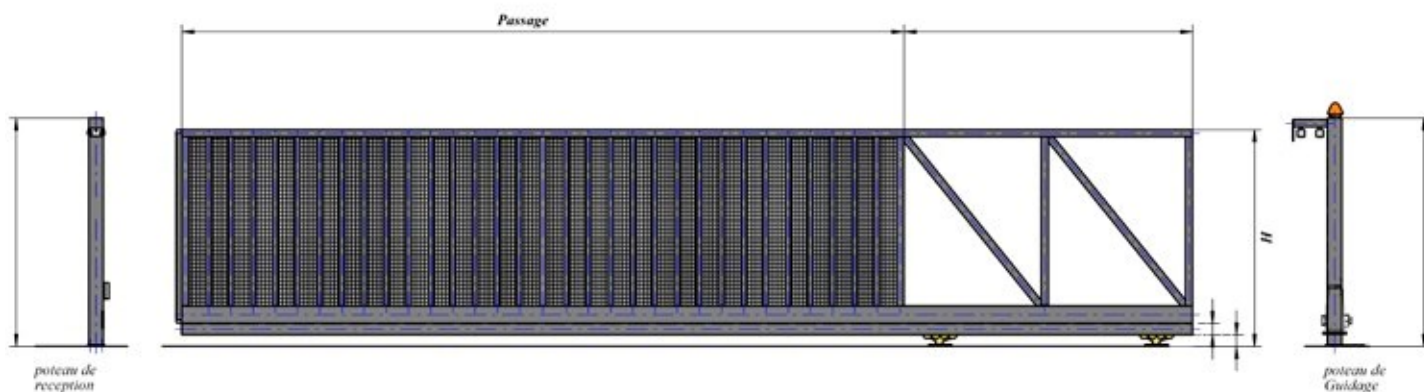 Passage
H
poteau de
reception
poteau de
Guidage